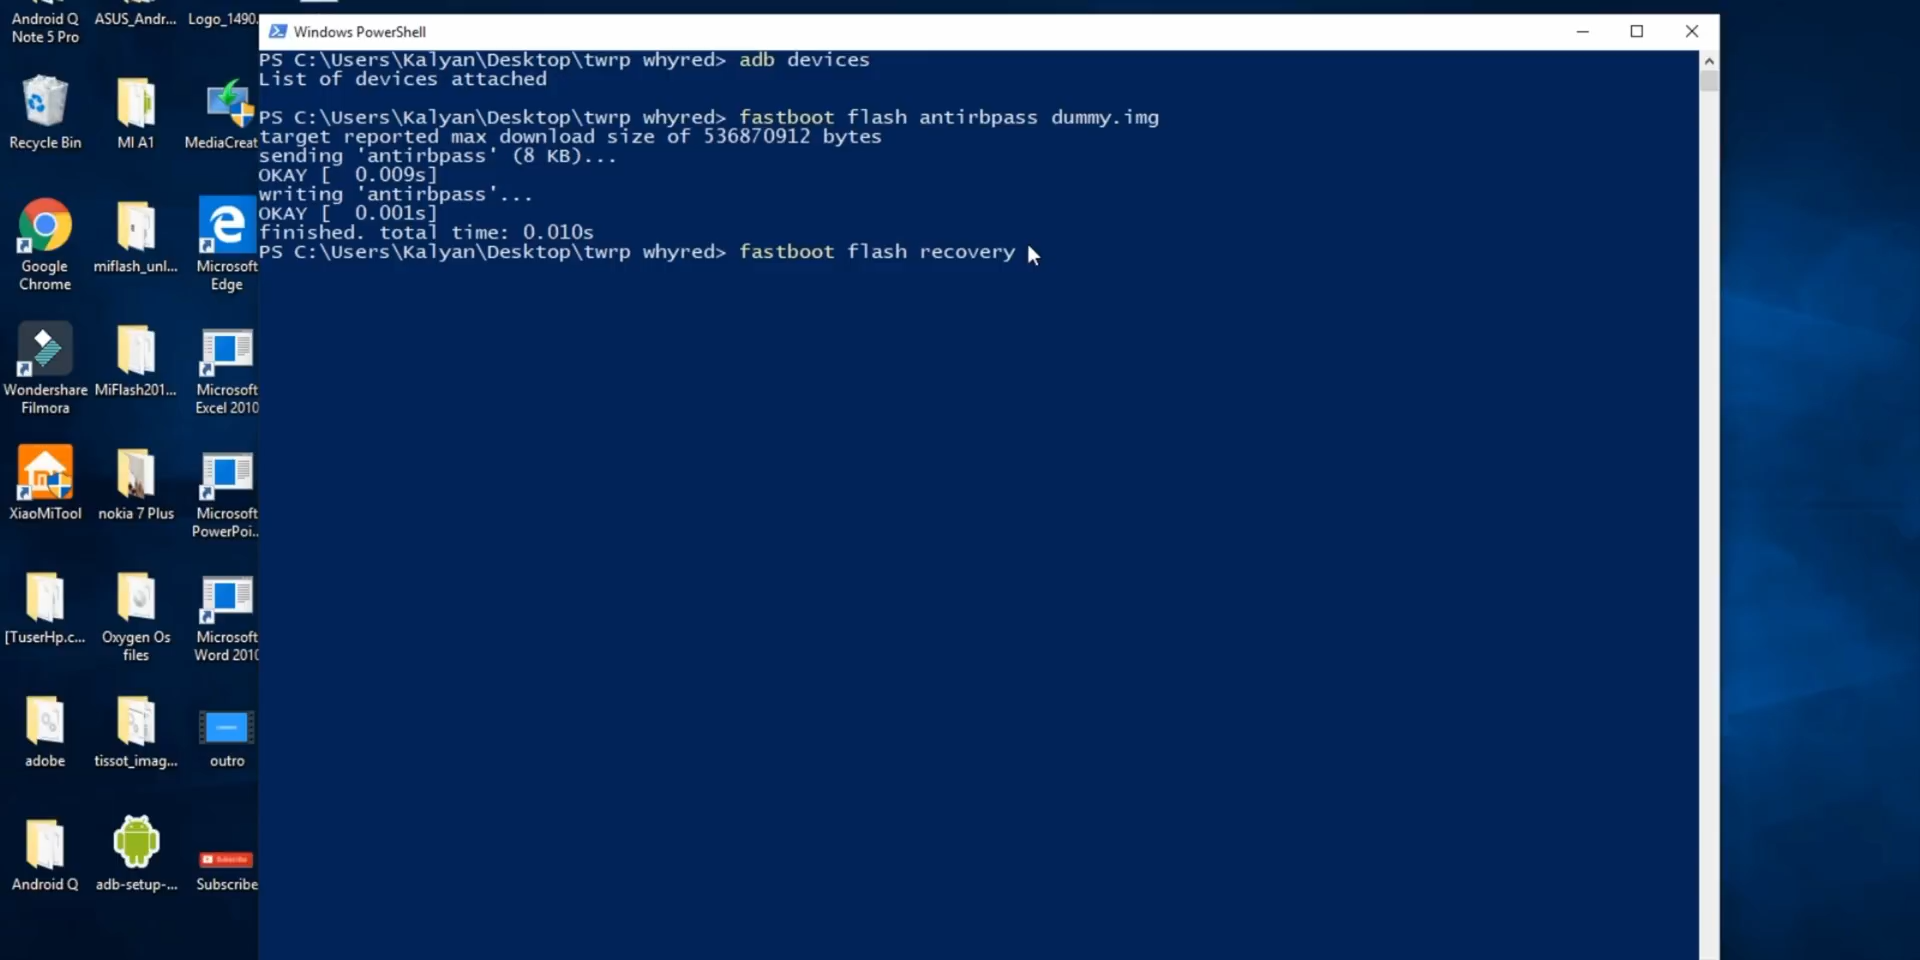 Android Q
Note 5 Pro
ASUS_Andr...
Logo_1490.
Recycle Bin
MI A1
MediaCreat
Google
Chrome
miflash_unl...
Microsoft
Edge
Wondershare
Filmora
MiFlash201...
Microsoft
Excel 2010
XiaoMiTool
nokia 7 Plus
Microsoft
PowerPoi..
[TuserHp.c...
Oxygen Os
files
Microsoft
Word 2010
adobe
tissot_imag...
outro
Android Q
adb-setup-...
Subscribe
Subscribe
Windows PowerShell
PS C:\Users\Kalyan\Desktop\twrp whyred> adb devices
List of devices attached
PS C:\Users\Kalyan\Desktop\twrp whyred> fastboot flash antirbpass dummy.img
target reported max download size of 536870912 bytes
sending 'antirbpass' (8 KB)...
OKAY [  0.009s]
writing 'antirbpass'...
OKAY [  0.001s]
finished. total time: 0.010s
PS C:\Users\Kalyan\Desktop\twrp whyred> fastboot flash recovery